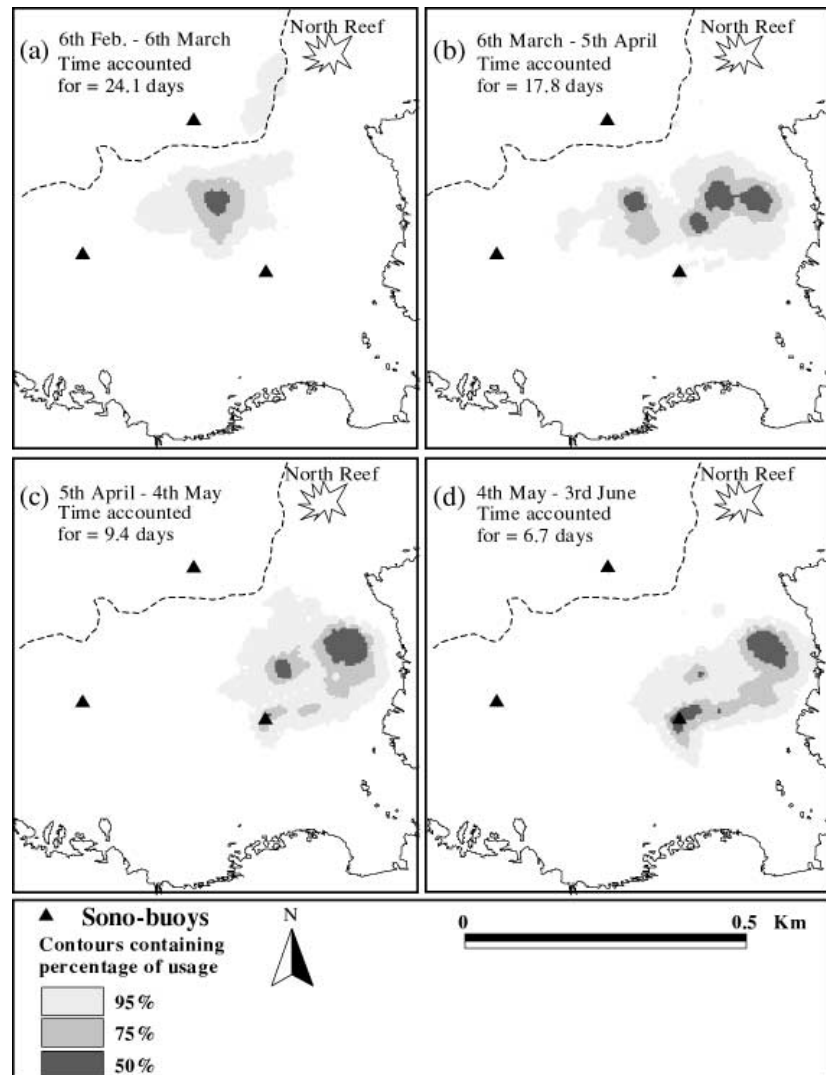 (a) 6th Feb. - 6th March
Time accounted
for = 24.1 days
North Reef
(b) 6th March - 5th April
Time accounted
for = 17.8 days
North Reef
(c) 5th April - 4th May
Time accounted
for = 9.4 days
North Reef
(d) 4th May - 3rd June
Time accounted
for = 6.7 days
North Reef
Sono-buoys
Contours containing
percentage of usage
95%
75%
50%
N
0 0.5 Km